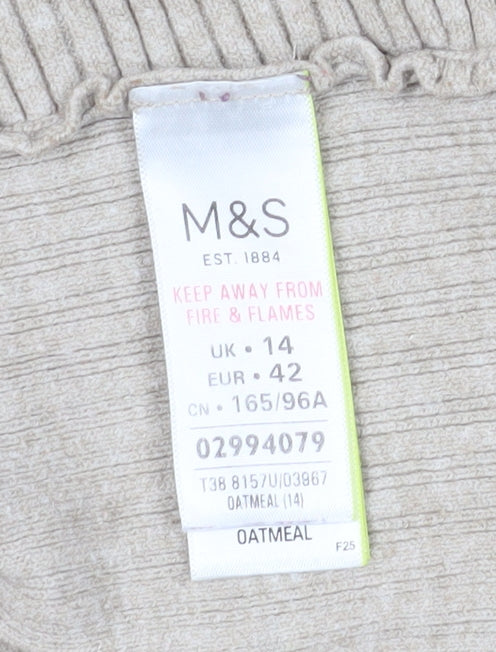 M&S
EST. 1884
KEEP AWAY FROM
FIRE & FLAMES
UK • 14
EUR • 42
CN • 165/96A
02994079
T38 8157U/03967
OATMEAL (14)
OATMEAL
F25